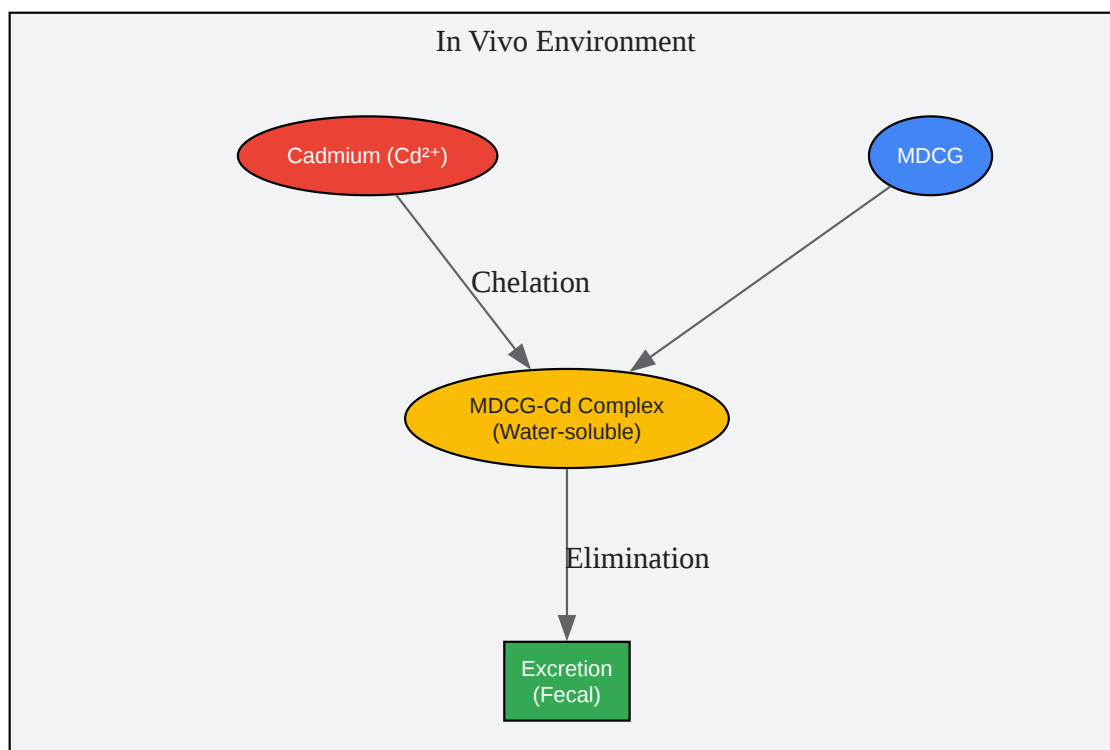 In Vivo Environment
Cadmium (Cd²⁺)
MDCG
Chelation
MDCG-Cd Complex
(Water-soluble)
Elimination
Excretion
(Fecal)